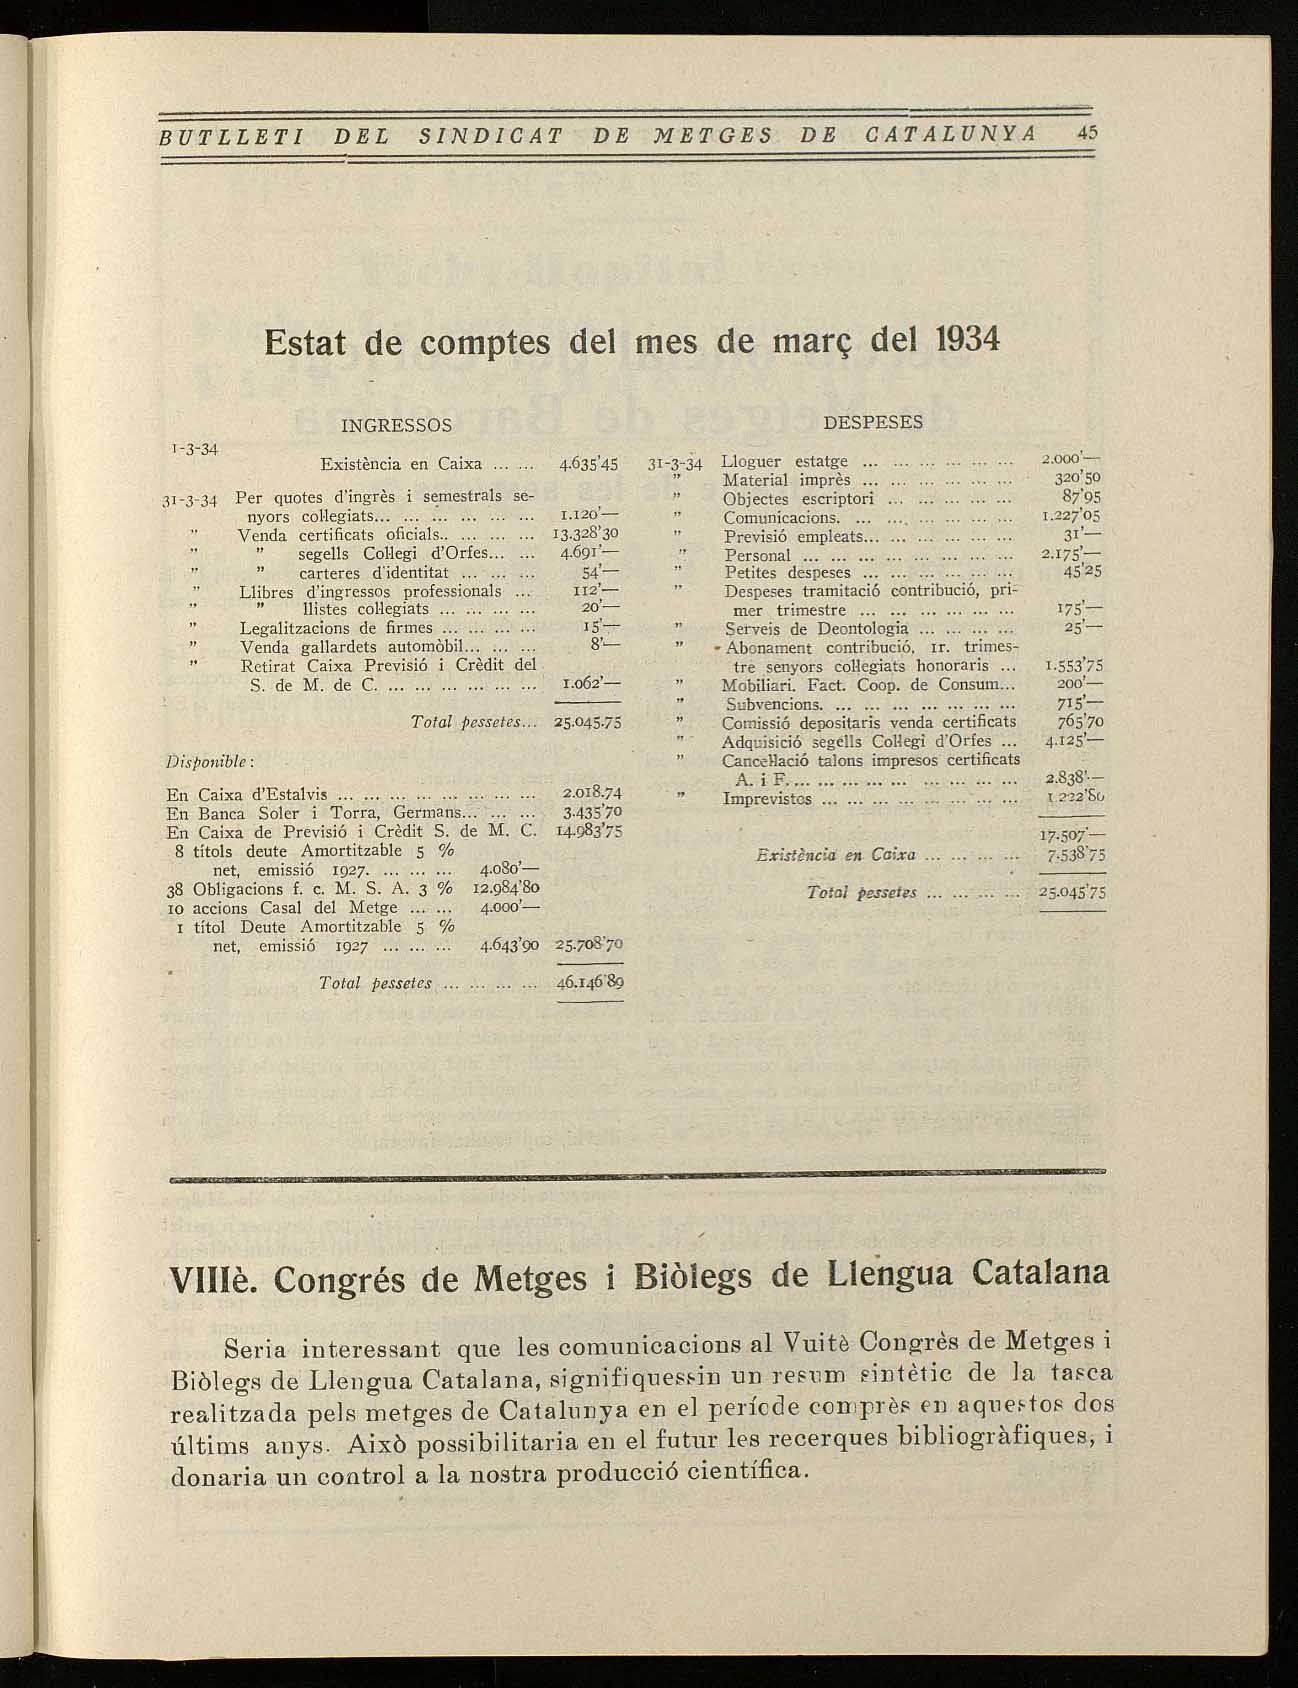 BUTLLETI DEL SINDICAT DE METGES DE CATALUNYA 45
Estat de comptes del mes de març del 1934
INGRESSOS
1-3-34
Existència en Caixa ... ... 4.635'45
31-3-34 Per quotes d'ingrès i semestrals se-
nyors col·legiats... ... ... ... ... ... 1.120'—
" Venda certificats oficials.. ... ... ... 13.328'30
" " segells Col·legi d'Orfes... ... 4.691'—
" " carteres d'identitat ... ... ... 54'—
" Llibres d'ingressos professionals ... 112'—
" " llistes col·legiats ... ... ... ... 20'—
" Legalitzacions de firmes ... ... ... ... 15'—
" Venda gallardets automòbil... ... ... 8'—
" Retirat Caixa Previsió i Crèdit del
S. de M. de C. ... ... ... ... ... ... 1.062'—
Total pessetes... 25.045.75
Disponible :
En Caixa d'Estalvis ... ... ... ... ... ... ... ... 2.018.74
En Banca Soler i Torra, Germans... ... ... 3.435'70
En Caixa de Previsió i Crèdit S. de M. C. 14.983'75
8 títols deute Amortitzable 5 %
net, emissió 1927. ... ... ... 4.080'—
38 Obligacions f. c. M. S. A. 3 % 12.984'80
10 accions Casal del Metge ... ... 4.000'—
1 títol Deute Amortitzable 5 %
net, emissió 1927 ... ... ... 4.643'90 25.708'70
Total pessetes ... ... ... ... 46.146'89
DESPESES
31-3-34 Lloguer estatge ... ... ... ... ... ... 2.000'—
" Material imprès ... ... ... ... ... ... 320'50
" Objectes escriptori ... ... ... ... ... 87'95
" Comunicacions. ... ... ... ... ... ... 1.227'05
" Previsió empleats... ... ... ... ... ... 31'—
" Personal ... ... ... ... ... ... ... ... 2.175'—
" Petites despeses ... ... ... ... ... ... 45'25
" Despeses tramitació contribució, pri-
mer trimestre ... ... ... ... ... ... 175'—
" Serveis de Deontologia ... ... ... ... 25'—
" Abonament contribució, 1r. trimes-
tre senyors col·legiats honoraris ... 1.553'75
" Mobiliari. Fact. Coop. de Consum... 200'—
" Subvencions. ... ... ... ... ... ... ... 715'—
" Comissió depositaris venda certificats 765'70
" Adquisició segells Col·legi d'Orfes ... 4.125'—
" Cancel·lació talons impresos certificats
A. i F. ... ... ... ... ... ... ... ... 2.838'—
" Imprevistos ... ... ... ... ... ... ... ... 1.222'80
17.507'—
Existència en Caixa ... ... ... ... 7.538'75
Total pessetes ... ... ... ... 25.045'75
VIIIè. Congrés de Metges i Biòlegs de Llengua Catalana
Seria interessant que les comunicacions al Vuitè Congrès de Metges i
Biòlegs de Llengua Catalana, signifiquessin un resum sintètic de la tasca
realitzada pels metges de Catalunya en el període comprès en aquestos dos
últims anys. Això possibilitaria en el futur les recerques bibliogràfiques, i
donaria un control a la nostra producció científica.